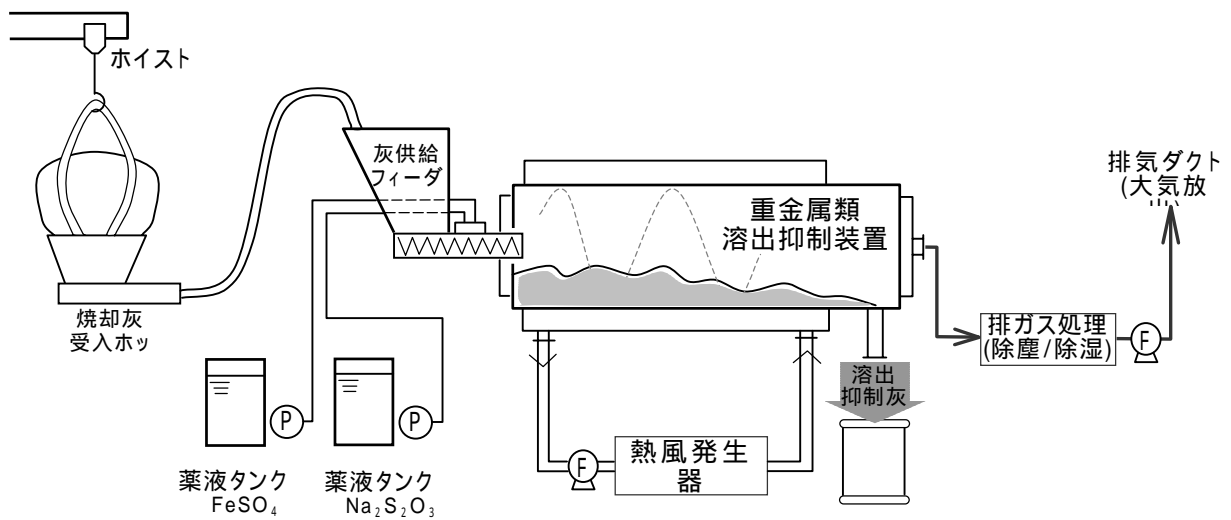 ホイスト
灰供給
フィーダ
重金属類
溶出抑制装置
排気ダクト
(大気放
焼却灰
受入ホッ
排ガス処理
(除塵/除湿)
F
溶出
抑制灰
P
P
F
熱風発生
器
薬液タンク
FeSO₄
薬液タンク
Na₂S₂O₃